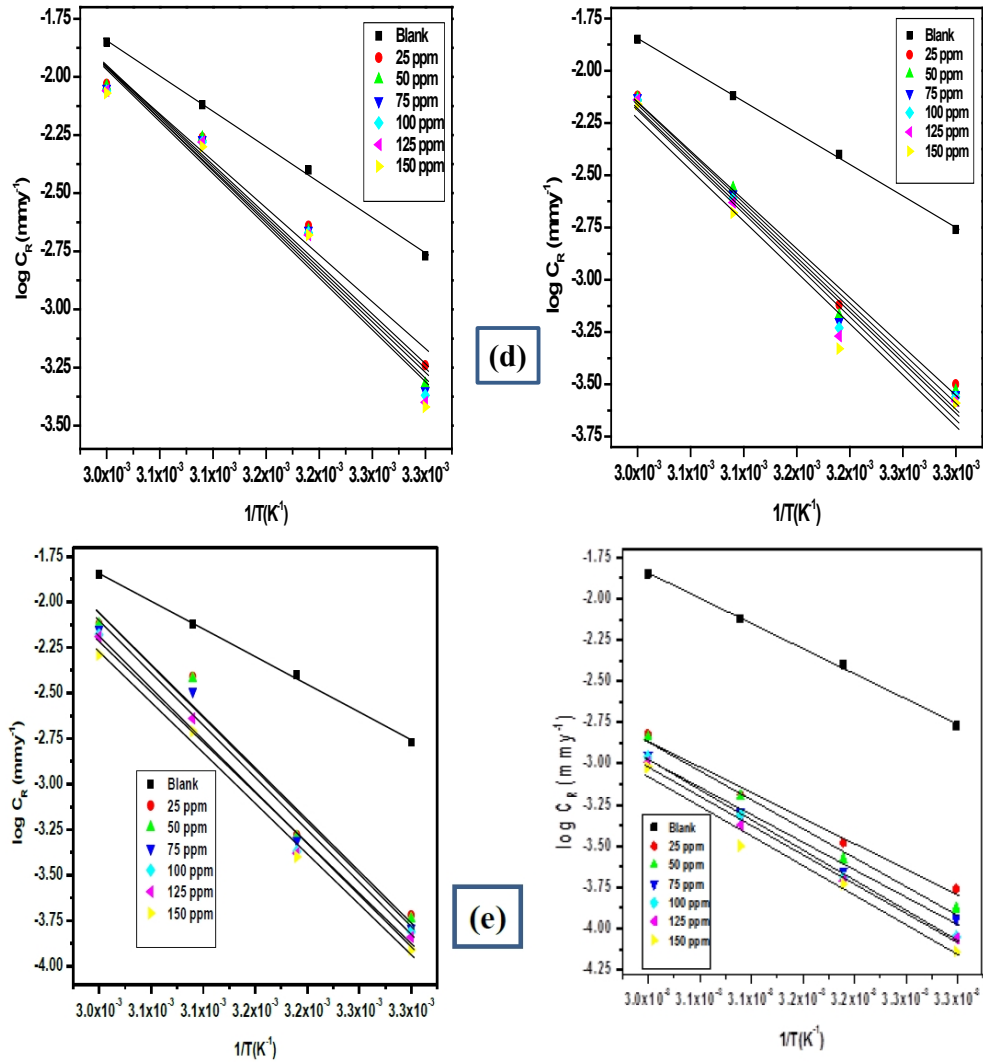 -1.75
-2.00
-2.25
-2.50
-2.75
-3.00
-3.25
-3.50
log C_R (mmy⁻¹)
Blank
25 ppm
50 ppm
75 ppm
100 ppm
125 ppm
150 ppm
3.0x10⁻³ 3.1x10⁻³ 3.1x10⁻³ 3.2x10⁻³ 3.2x10⁻³ 3.3x10⁻³ 3.3x10⁻³
1/T(K⁻¹)
(d)
-1.75
-2.00
-2.25
-2.50
-2.75
-3.00
-3.25
-3.50
-3.75
log C_R (mmy⁻¹)
Blank
25 ppm
50 ppm
75 ppm
100 ppm
125 ppm
150 ppm
3.0x10⁻³ 3.1x10⁻³ 3.1x10⁻³ 3.2x10⁻³ 3.2x10⁻³ 3.3x10⁻³ 3.3x10⁻³
1/T(K⁻¹)
-1.75
-2.00
-2.25
-2.50
-2.75
-3.00
-3.25
-3.50
-3.75
-4.00
log C_R (mmy⁻¹)
Blank
25 ppm
50 ppm
75 ppm
100 ppm
125 ppm
150 ppm
3.0x10⁻³ 3.1x10⁻³ 3.1x10⁻³ 3.2x10⁻³ 3.2x10⁻³ 3.3x10⁻³ 3.3x10⁻³
1/T(K⁻¹)
(e)
-1.75
-2.00
-2.25
-2.50
-2.75
-3.00
-3.25
-3.50
-3.75
-4.00
-4.25
log C_R (mmy⁻¹)
Blank
25 ppm
50 ppm
75 ppm
100 ppm
125 ppm
150 ppm
1/T(K⁻¹)